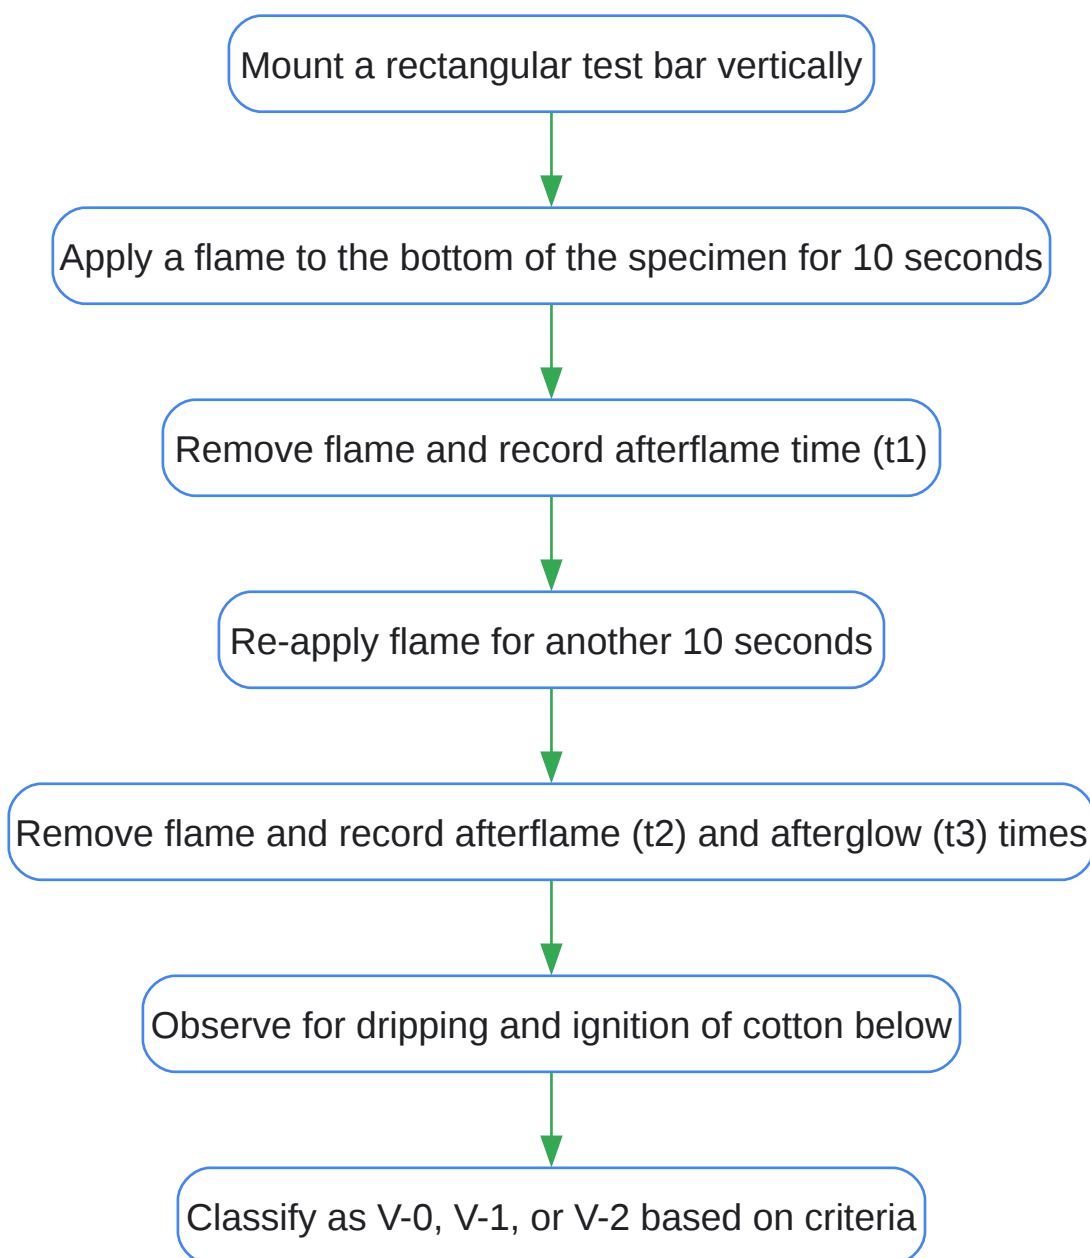 Mount a rectangular test bar vertically
Apply a flame to the bottom of the specimen for 10 seconds
Remove flame and record afterflame time (t1)
Re-apply flame for another 10 seconds
Remove flame and record afterflame (t2) and afterglow (t3) times
Observe for dripping and ignition of cotton below
Classify as V-0, V-1, or V-2 based on criteria